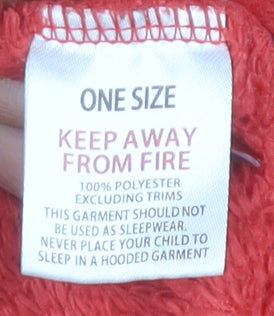 ONE SIZE
KEEP AWAY
FROM FIRE
100% POLYESTER
EXCLUDING TRIMS
THIS GARMENT SHOULD NOT
BE USED AS SLEEPWEAR.
NEVER PLACE YOUR CHILD TO
SLEEP IN A HOODED GARMENT